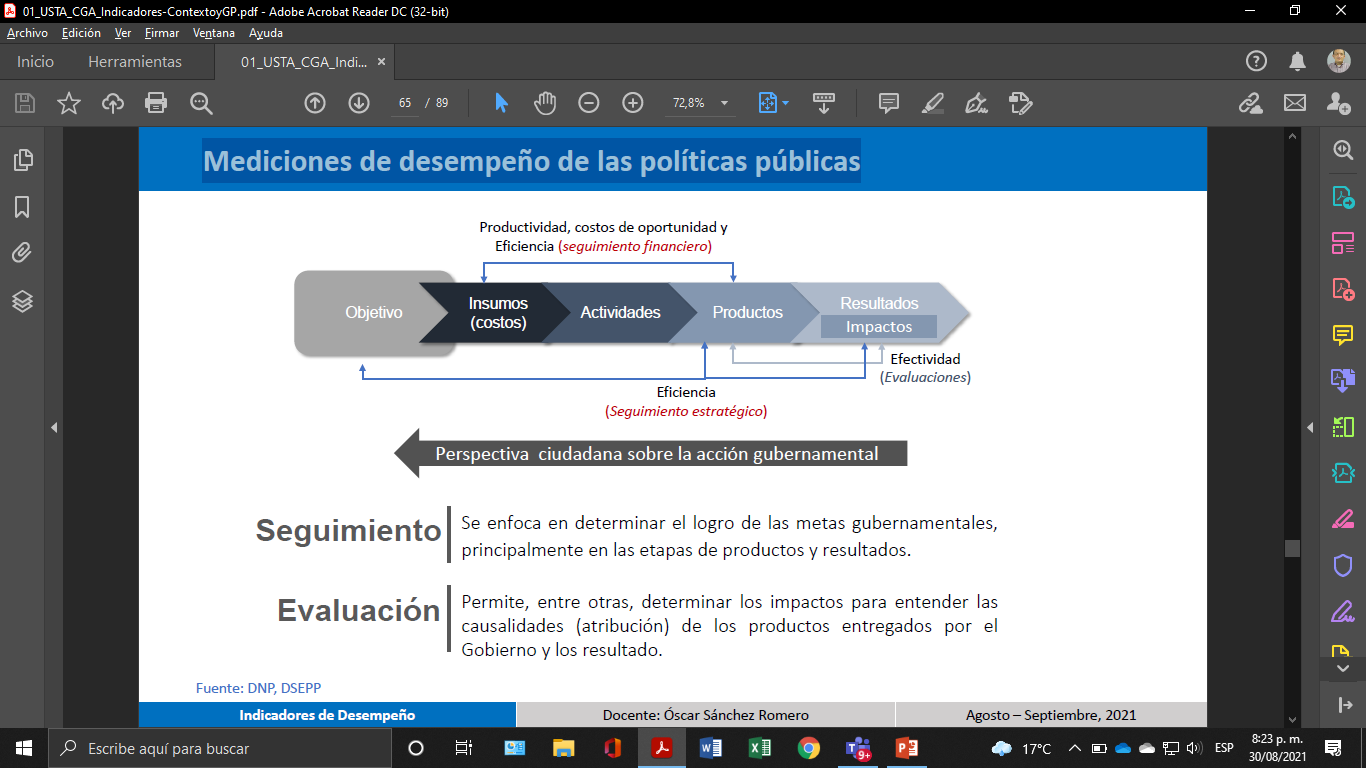 01_USTA_CGA_Indicadores-ContextoyGP.pdf - Adobe Acrobat Reader DC (32-bit)
Archivo Edición Ver Firmar Ventana Ayuda
Inicio Herramientas 01_USTA_CGA_Indi... ×
65 / 89 72,8%
Mediciones de desempeño de las políticas públicas
Productividad, costos de oportunidad y
Eficiencia (seguimiento financiero)
Objetivo
Insumos
(costos)
Actividades
Productos
Resultados
Impactos
Efectividad
(Evaluaciones)
Eficiencia
(Seguimiento estratégico)
Perspectiva ciudadana sobre la acción gubernamental
Seguimiento
Se enfoca en determinar el logro de las metas gubernamentales,
principalmente en las etapas de productos y resultados.
Evaluación
Permite, entre otras, determinar los impactos para entender las
causalidades (atribución) de los productos entregados por el
Gobierno y los resultado.
Fuente: DNP, DSEPP
Indicadores de Desempeño Docente: Óscar Sánchez Romero Agosto – Septiembre, 2021
Escribe aquí para buscar
9+
17°C
ESP
8:23 p. m.
30/08/2021